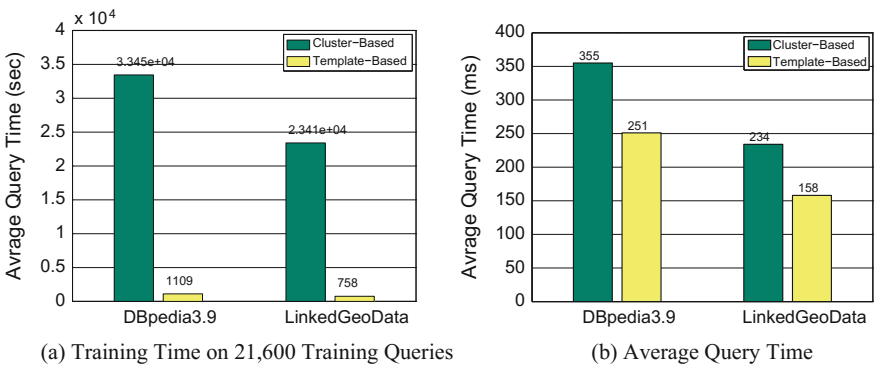 x 10⁴
4
3.5
3
2.5
2
1.5
1
0.5
0
Avrage Query Time (sec)
Cluster−Based
Template−Based
3.345e+04
1109
2.341e+04
758
DBpedia3.9
LinkedGeoData
(a) Training Time on 21,600 Training Queries
400
350
300
250
200
150
100
50
0
Avrage Query Time (ms)
Cluster−Based
Template−Based
355
251
234
158
DBpedia3.9
LinkedGeoData
(b) Average Query Time